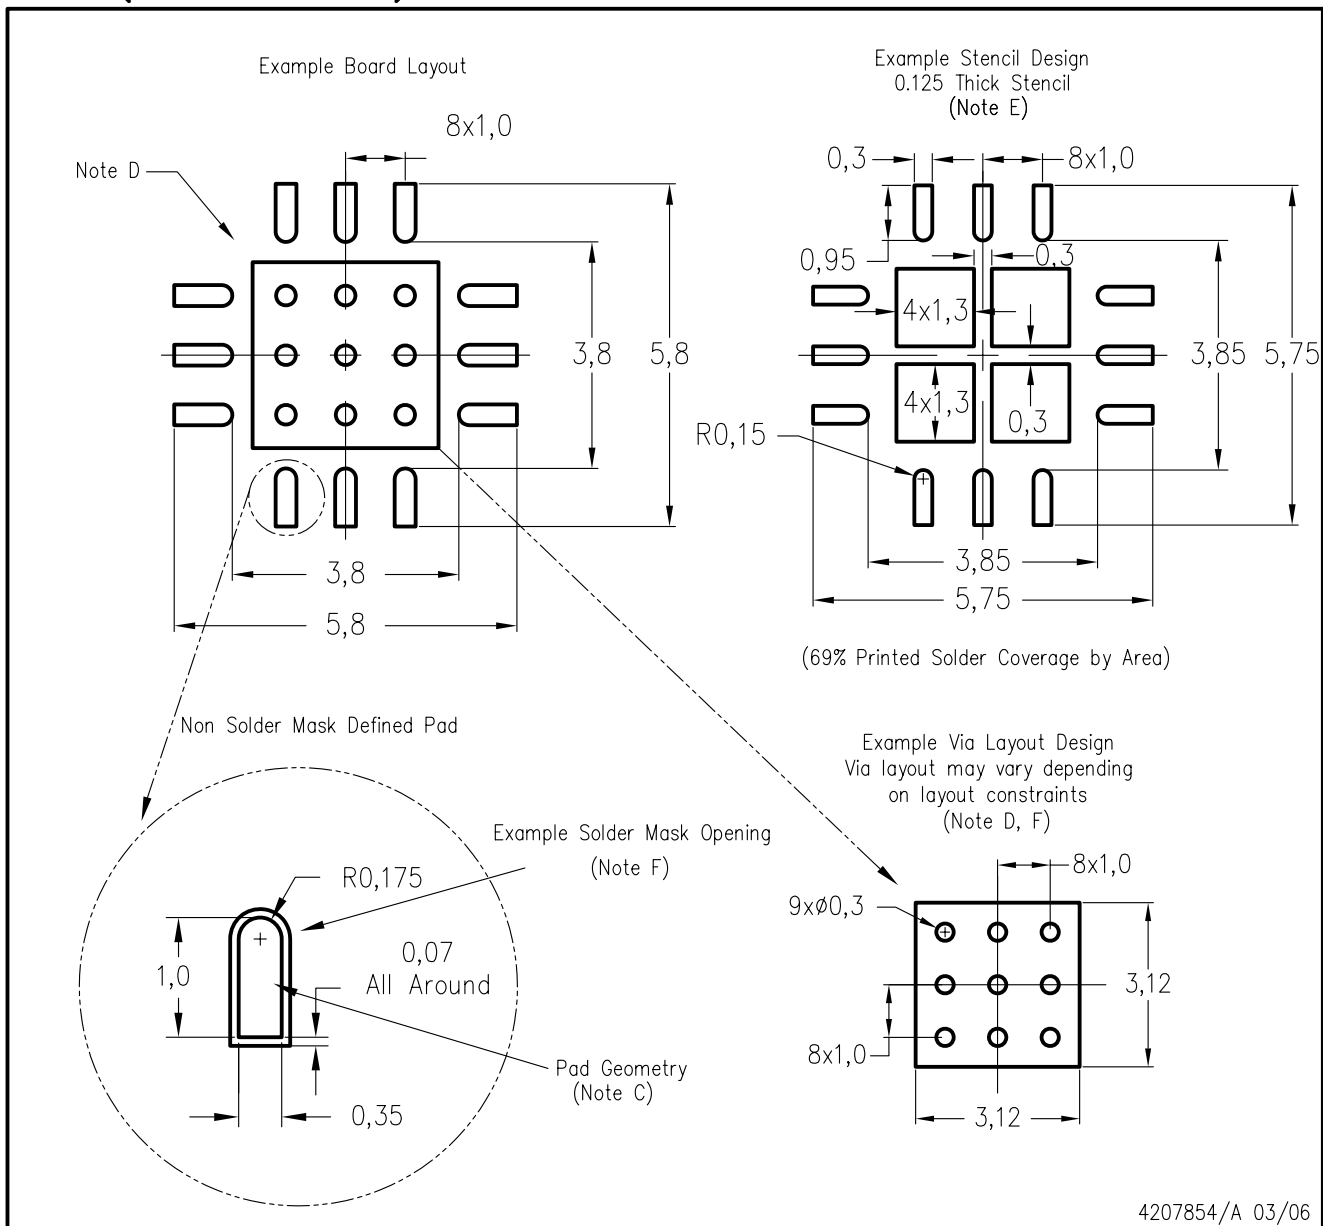 Example Board Layout
8x1,0
Note D
3,8
5,8
3,8
5,8
Example Stencil Design
0.125 Thick Stencil
(Note E)
0,3
8x1,0
0,95
0,3
4x1,3
3,85
5,75
4x1,3
0,3
R0,15
3,85
5,75
(69% Printed Solder Coverage by Area)
Non Solder Mask Defined Pad
Example Solder Mask Opening
(Note F)
R0,175
0,07
All Around
1,0
Pad Geometry
(Note C)
0,35
Example Via Layout Design
Via layout may vary depending
on layout constraints
(Note D, F)
8x1,0
9xø0,3
3,12
8x1,0
3,12
4207854/A 03/06